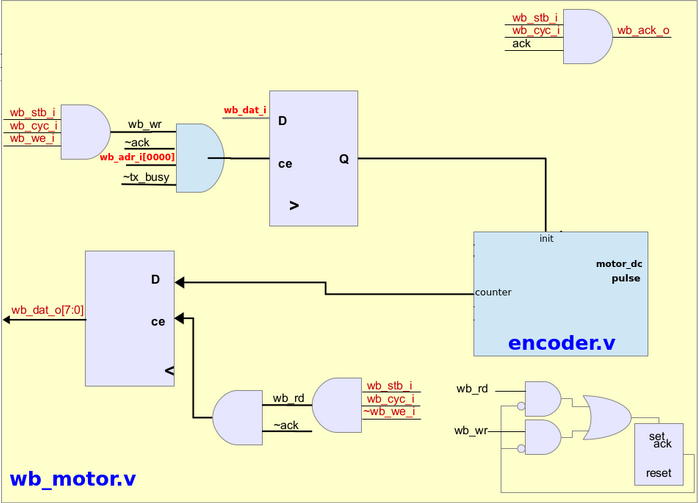 wb_stb_i
wb_cyc_i
ack
wb_ack_o
wb_stb_i
wb_cyc_i
wb_we_i
wb_wr
~ack
wb_adr_i[0000]
~tx_busy
wb_dat_i
D
ce
Q
>
init
motor_dc
pulse
counter
encoder.v
D
ce
<
wb_dat_o[7:0]
wb_rd
~ack
wb_stb_i
wb_cyc_i
~wb_we_i
wb_rd
wb_wr
set
ack
reset
wb_motor.v